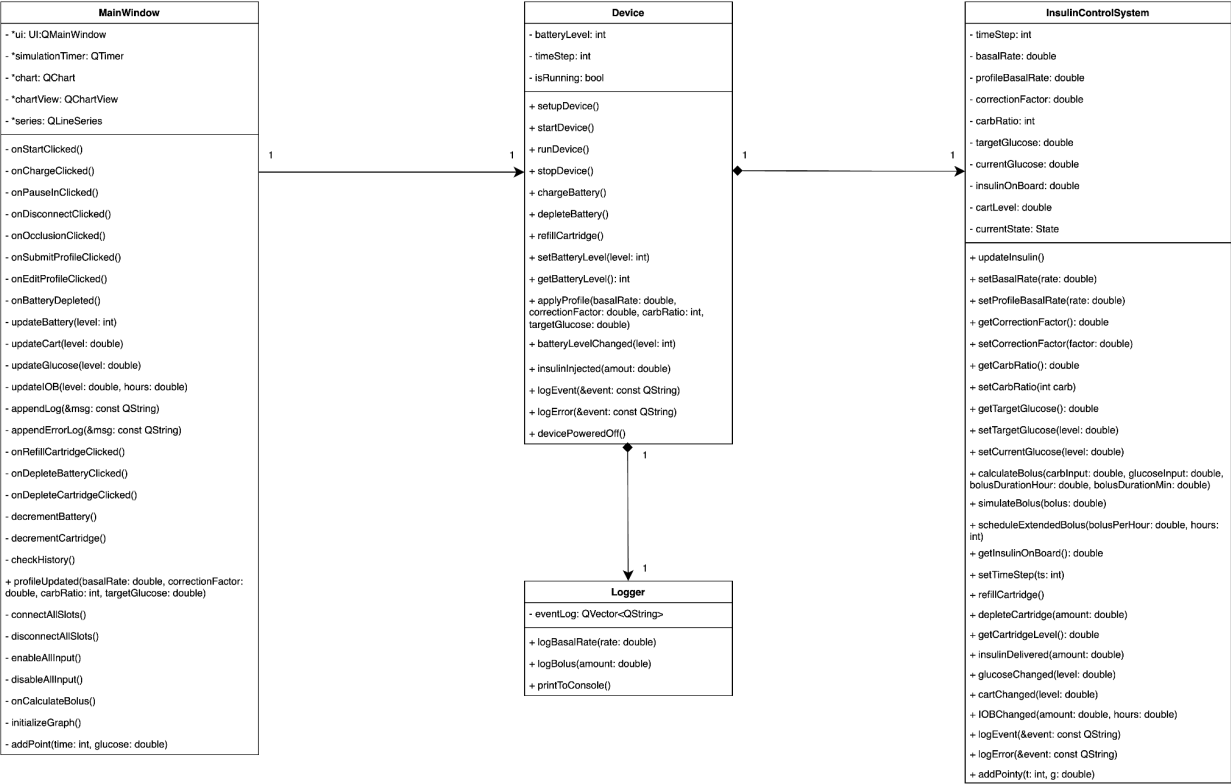 MainWindow
- *ui: UI:QMainWindow
- *simulationTimer: QTimer
- *chart: QChart
- *chartView: QChartView
- *series: QLineSeries
- onStartClicked()
- onChargeClicked()
- onPauseInClicked()
- onDisconnectClicked()
- onOcclusionClicked()
- onSubmitProfileClicked()
- onEditProfileClicked()
- onBatteryDepleted()
- updateBattery(level: int)
- updateCart(level: double)
- updateGlucose(level: double)
- updateIOB(level: double, hours: double)
- appendLog(&msg: const QString)
- appendErrorLog(&msg: const QString)
- onRefillCartridgeClicked()
- onDepleteBatteryClicked()
- onDepleteCartridgeClicked()
- decrementBattery()
- decrementCartridge()
- checkHistory()
+ profileUpdated(basalRate: double, correctionFactor:
double, carbRatio: int, targetGlucose: double)
- connectAllSlots()
- disconnectAllSlots()
- enableAllInput()
- disableAllInput()
- onCalculateBolus()
- initializeGraph()
- addPoint(time: int, glucose: double)
1
1
Device
- batteryLevel: int
- timeStep: int
- isRunning: bool
+ setupDevice()
+ startDevice()
+ runDevice()
+ stopDevice()
+ chargeBattery()
+ depleteBattery()
+ refillCartridge()
+ setBatteryLevel(level: int)
+ getBatteryLevel(): int
+ applyProfile(basalRate: double,
correctionFactor: double, carbRatio: int,
targetGlucose: double)
+ batteryLevelChanged(level: int)
+ insulinInjected(amout: double)
+ logEvent(&event: const QString)
+ logError(&event: const QString)
+ devicePoweredOff()
1
1
Logger
- eventLog: QVector<QString>
+ logBasalRate(rate: double)
+ logBolus(amount: double)
+ printToConsole()
1
1
InsulinControlSystem
- timeStep: int
- basalRate: double
- profileBasalRate: double
- correctionFactor: double
- carbRatio: int
- targetGlucose: double
- currentGlucose: double
- insulinOnBoard: double
- cartLevel: double
- currentState: State
+ updateInsulin()
+ setBasalRate(rate: double)
+ setProfileBasalRate(rate: double)
+ getCorrectionFactor(): double
+ setCorrectionFactor(factor: double)
+ getCarbRatio(): double
+ setCarbRatio(int carb)
+ getTargetGlucose(): double
+ setTargetGlucose(level: double)
+ setCurrentGlucose(level: double)
+ calculateBolus(carbInput: double, glucoseInput: double,
bolusDurationHour: double, bolusDurationMin: double)
+ simulateBolus(bolus: double)
+ scheduleExtendedBolus(bolusPerHour: double, hours:
int)
+ getInsulinOnBoard(): double
+ setTimeStep(ts: int)
+ refillCartridge()
+ depleteCartridge(amount: double)
+ getCartridgeLevel(): double
+ insulinDelivered(amount: double)
+ glucoseChanged(level: double)
+ cartChanged(level: double)
+ IOBChanged(amount: double, hours: double)
+ logEvent(&event: const QString)
+ logError(&event: const QString)
+ addPointy(t: int, g: double)